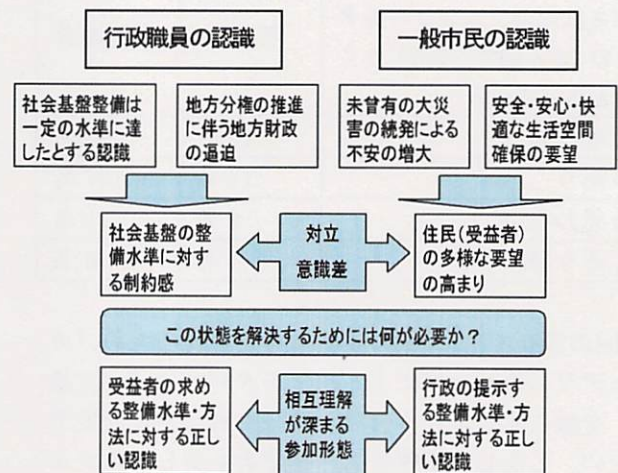 行政職員の認識
一般市民の認識
社会基盤整備は
一定の水準に達
したとする認識
地方分権の推進
に伴う地方財政
の逼迫
未曾有の大災
害の続発による
不安の増大
安全・安心・快
適な生活空間
確保の要望
社会基盤の整
備水準に対す
る制約感
対立
意識差
住民(受益者)
の多様な要望
の高まり
この状態を解決するためには何が必要か?
受益者の求め
る整備水準・方
法に対する正し
い認識
相互理解
が深まる
参加形態
行政の提示す
る整備水準・方
法に対する正し
い認識